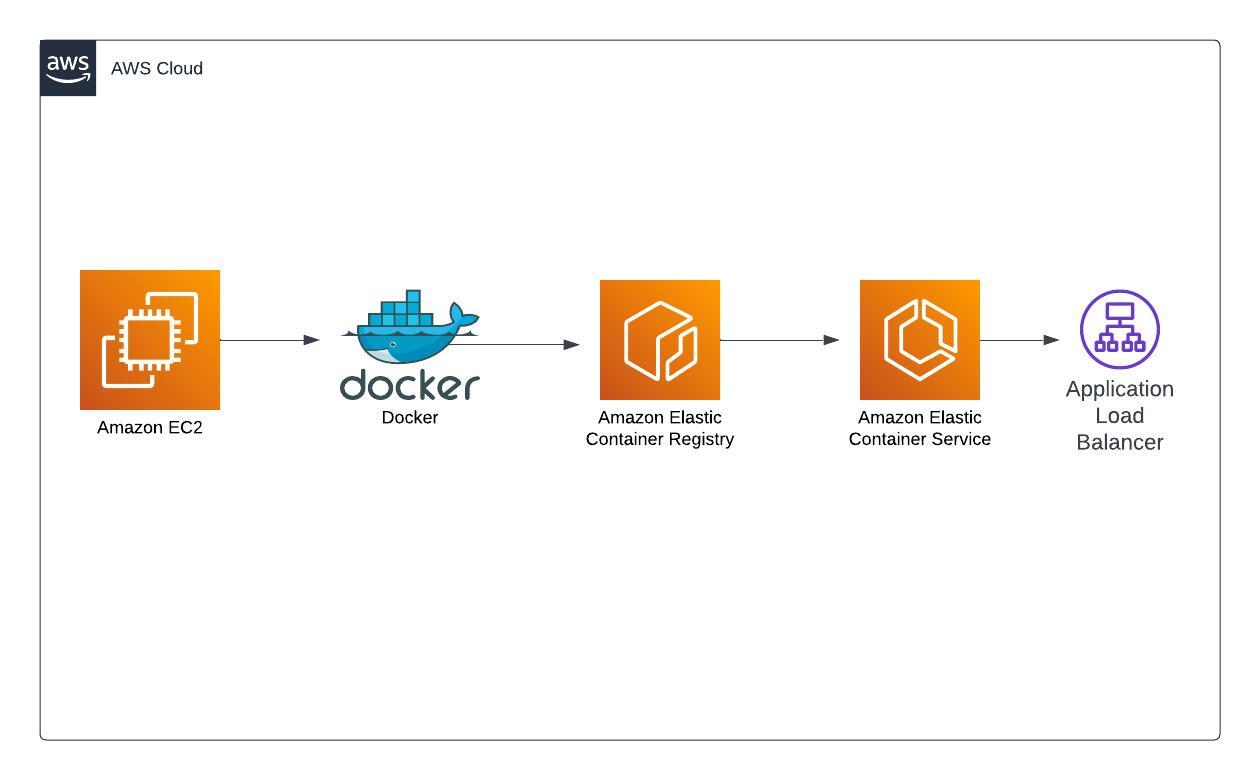 aws
AWS Cloud
docker
Amazon EC2
Docker
Amazon Elastic
Container Registry
Amazon Elastic
Container Service
Application
Load
Balancer